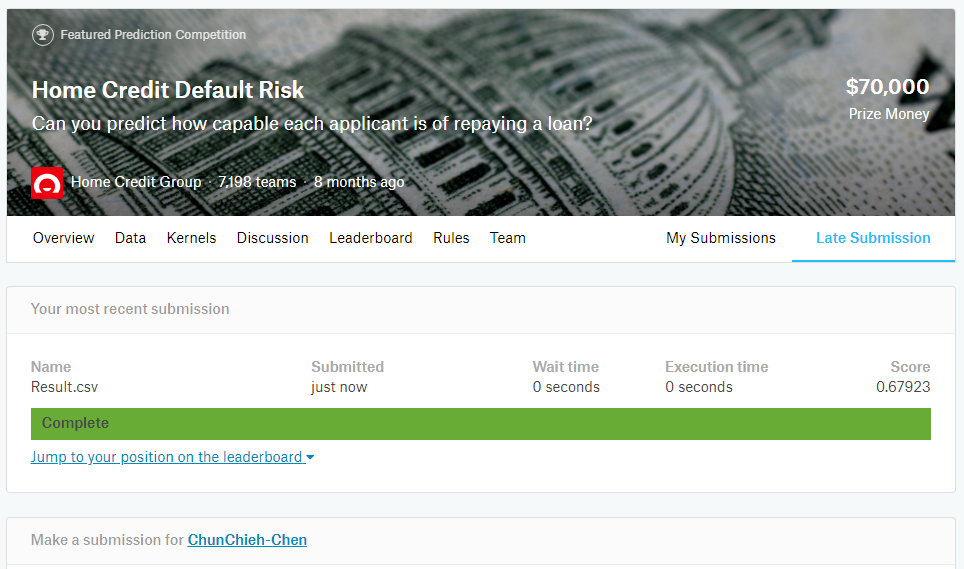 Featured Prediction Competition
Home Credit Default Risk
$70,000
Can you predict how capable each applicant is of repaying a loan?
Prize Money
Home Credit Group · 7,198 teams · 8 months ago
Overview Data Kernels Discussion Leaderboard Rules Team My Submissions Late Submission
Your most recent submission
Name Submitted Wait time Execution time Score
Result.csv just now 0 seconds 0 seconds 0.67923
Complete
Jump to your position on the leaderboard
Make a submission for ChunChieh-Chen